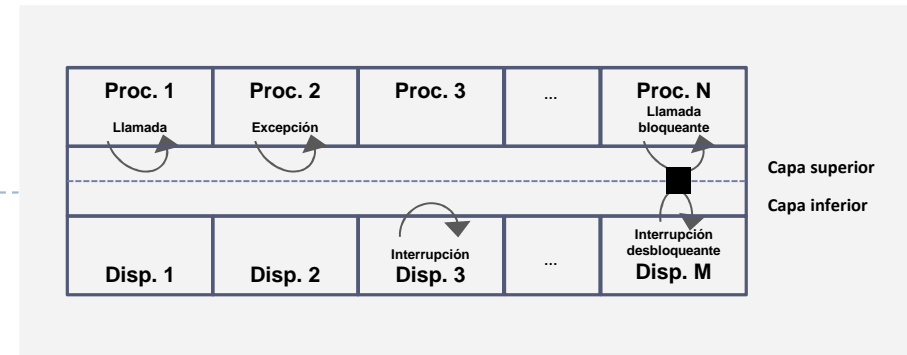 Proc. 1
Llamada
Proc. 2
Excepción
Proc. 3
...
Proc. N
Llamada
bloqueante
Capa superior
Capa inferior
Disp. 1
Disp. 2
Interrupción
Disp. 3
...
Interrupción
desbloqueante
Disp. M